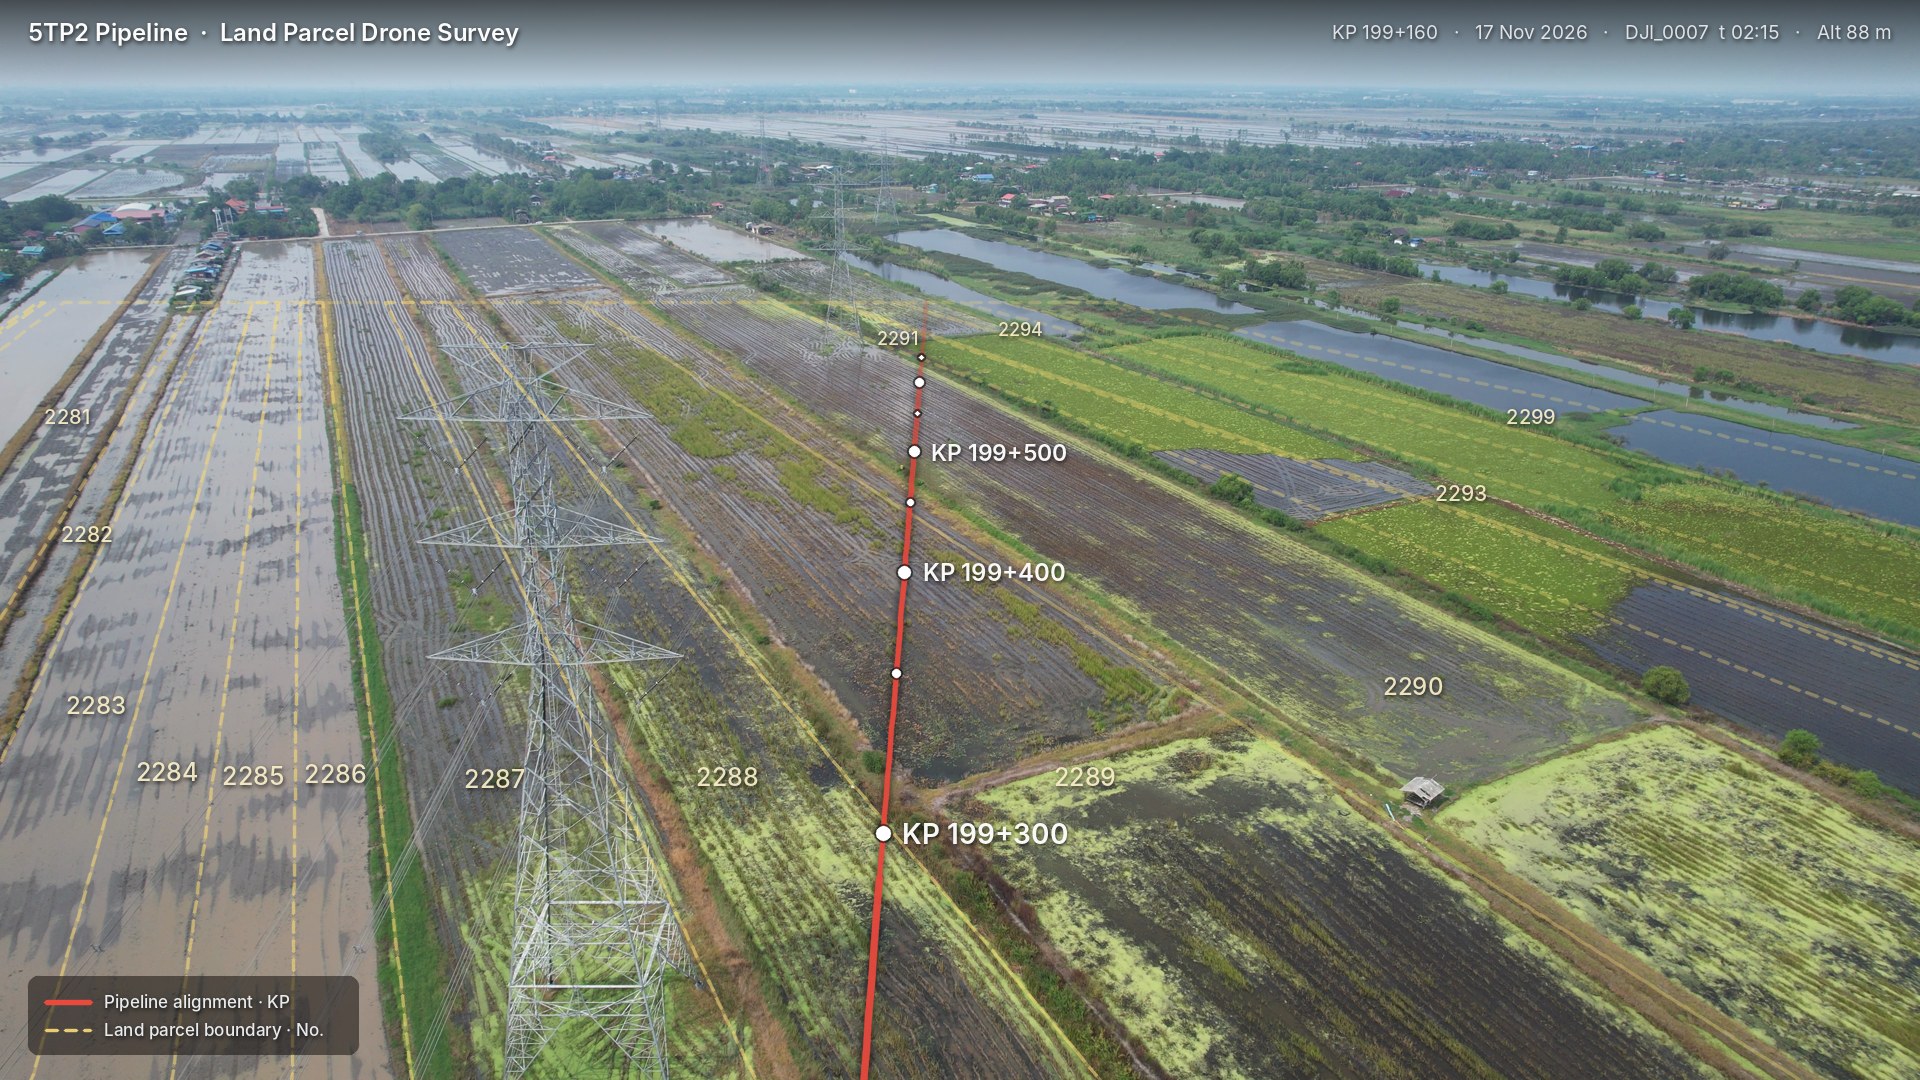 5TP2 Pipeline · Land Parcel Drone Survey
KP 199+160 · 17 Nov 2026 · DJI_0007 t 02:15 · Alt 88 m
2291
2294
2281
2299
KP 199+500
2293
2282
KP 199+400
2290
2283
2284
2285
2286
2287
2288
2289
KP 199+300
Pipeline alignment · KP
Land parcel boundary · No.